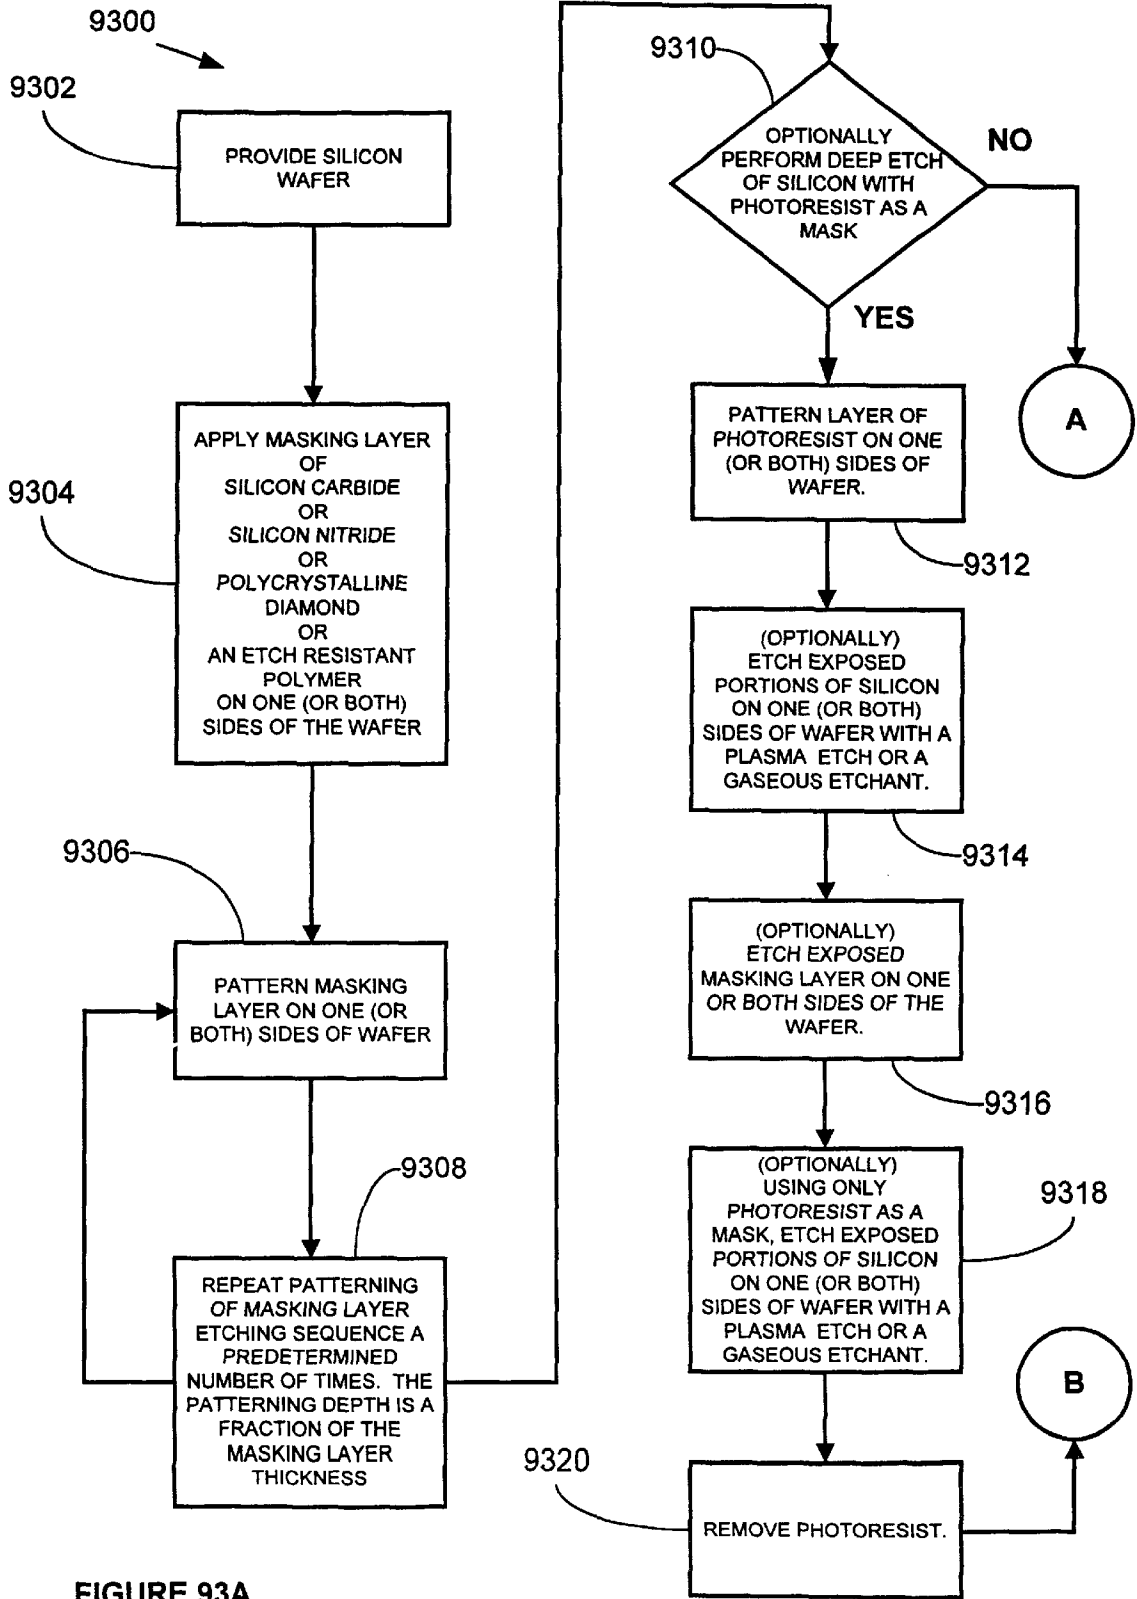 9300
9302
PROVIDE SILICON
WAFER
9304
APPLY MASKING LAYER
OF
SILICON CARBIDE
OR
SILICON NITRIDE
OR
POLYCRYSTALLINE
DIAMOND
OR
AN ETCH RESISTANT
POLYMER
ON ONE (OR BOTH)
SIDES OF THE WAFER
9306
PATTERN MASKING
LAYER ON ONE (OR
BOTH) SIDES OF WAFER
9308
REPEAT PATTERNING
OF MASKING LAYER
ETCHING SEQUENCE A
PREDETERMINED
NUMBER OF TIMES. THE
PATTERNING DEPTH IS A
FRACTION OF THE
MASKING LAYER
THICKNESS
9310
OPTIONALLY
PERFORM DEEP ETCH
OF SILICON WITH
PHOTORESIST AS A
MASK
NO
YES
A
PATTERN LAYER OF
PHOTORESIST ON ONE
(OR BOTH) SIDES OF
WAFER.
9312
(OPTIONALLY)
ETCH EXPOSED
PORTIONS OF SILICON
ON ONE (OR BOTH)
SIDES OF WAFER WITH A
PLASMA ETCH OR A
GASEOUS ETCHANT.
9314
(OPTIONALLY)
ETCH EXPOSED
MASKING LAYER ON ONE
OR BOTH SIDES OF THE
WAFER.
9316
(OPTIONALLY)
USING ONLY
PHOTORESIST AS A
MASK, ETCH EXPOSED
PORTIONS OF SILICON
ON ONE (OR BOTH)
SIDES OF WAFER WITH A
PLASMA ETCH OR A
GASEOUS ETCHANT.
9318
B
9320
REMOVE PHOTORESIST.
FIGURE 93A